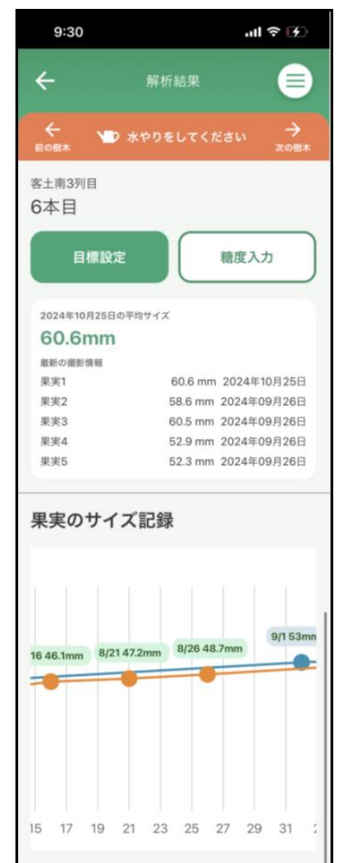 9:30
解析結果
前の樹木
水やりをしてください
次の樹木
客土南3列目
6本目
目標設定
糖度入力
2024年10月25日の平均サイズ
60.6mm
最新の撮影情報
果実1 60.6 mm 2024年10月25日
果実2 58.6 mm 2024年09月26日
果実3 60.5 mm 2024年09月26日
果実4 52.9 mm 2024年09月26日
果実5 52.3 mm 2024年09月26日
果実のサイズ記録
9/1 53mm
16 46.1mm 8/21 47.2mm 8/26 48.7mm
15 17 19 21 23 25 27 29 31